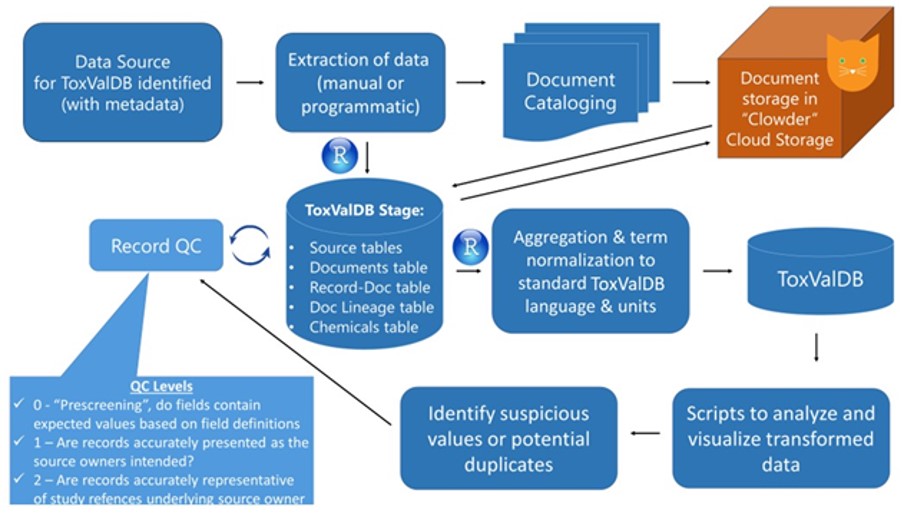 Data Source
for ToxValDB identified
(with metadata)
Extraction of data
(manual or
programmatic)
Document
Cataloging
Document
storage in
"Clowder"
Cloud Storage
R
ToxValDB Stage:
• Source tables
• Documents table
• Record-Doc table
• Doc Lineage table
• Chemicals table
Record QC
R
Aggregation & term
normalization to
standard ToxValDB
language & units
ToxValDB
QC Levels
✓ 0 - “Prescreening”, do fields contain
expected values based on field definitions
✓ 1 – Are records accurately presented as the
source owners intended?
✓ 2 – Are records accurately representative
of study refences underlying source owner
Identify suspicious
values or potential
duplicates
Scripts to analyze and
visualize transformed
data